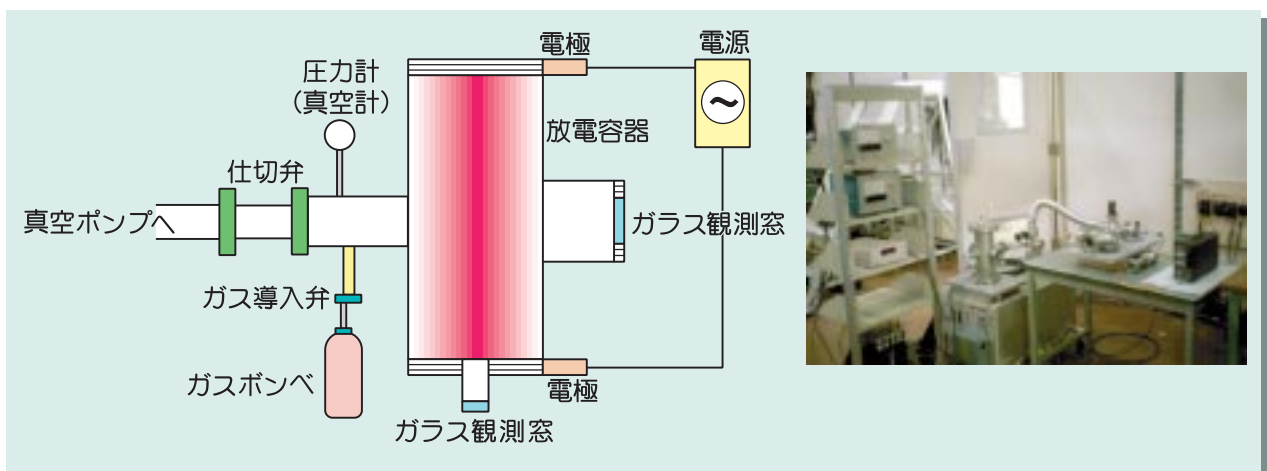 電極
電源
圧力計
(真空計)
放電容器
仕切弁
真空ポンプへ
ガラス観測窓
ガス導入弁
ガスボンベ
電極
ガラス観測窓